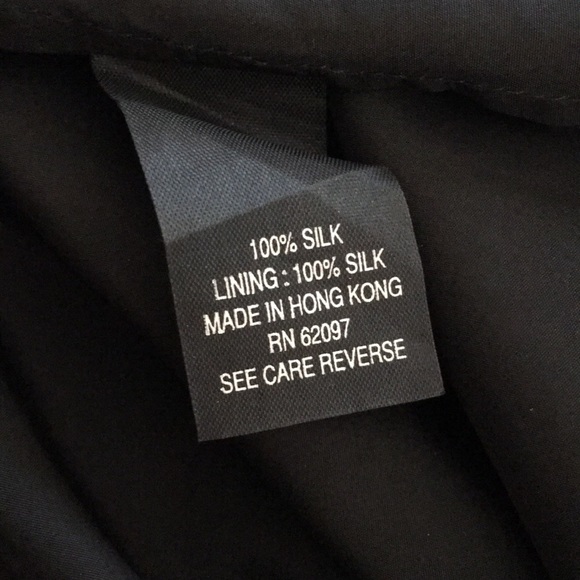 100% SILK
LINING : 100% SILK
MADE IN HONG KONG
RN 62097
SEE CARE REVERSE